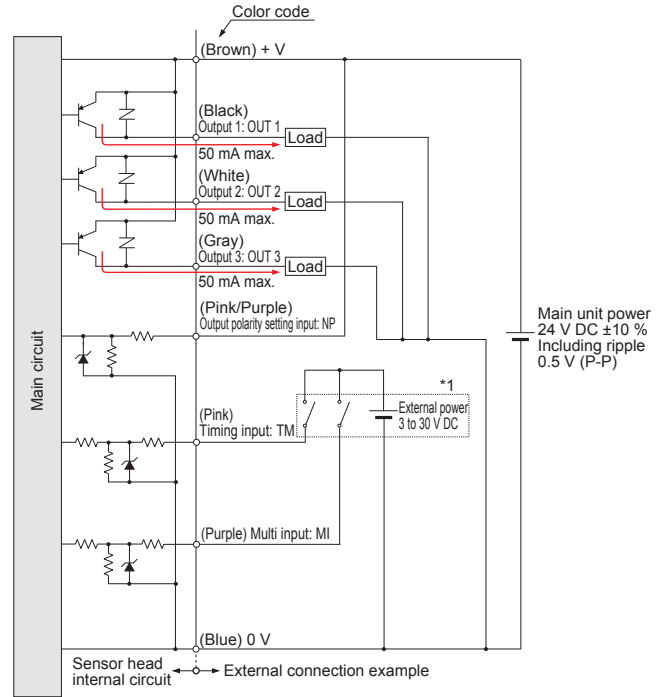 Color code
(Brown) + V
(Black)
Output 1: OUT 1
Load
50 mA max.
(White)
Output 2: OUT 2
Load
50 mA max.
(Gray)
Output 3: OUT 3
Load
50 mA max.
(Pink/Purple)
Output polarity setting input: NP
Main circuit
Main unit power
24 V DC ±10 %
Including ripple
0.5 V (P-P)
*1
External power
3 to 30 V DC
(Pink)
Timing input: TM
(Purple) Multi input: MI
(Blue) 0 V
Sensor head
internal circuit
External connection example